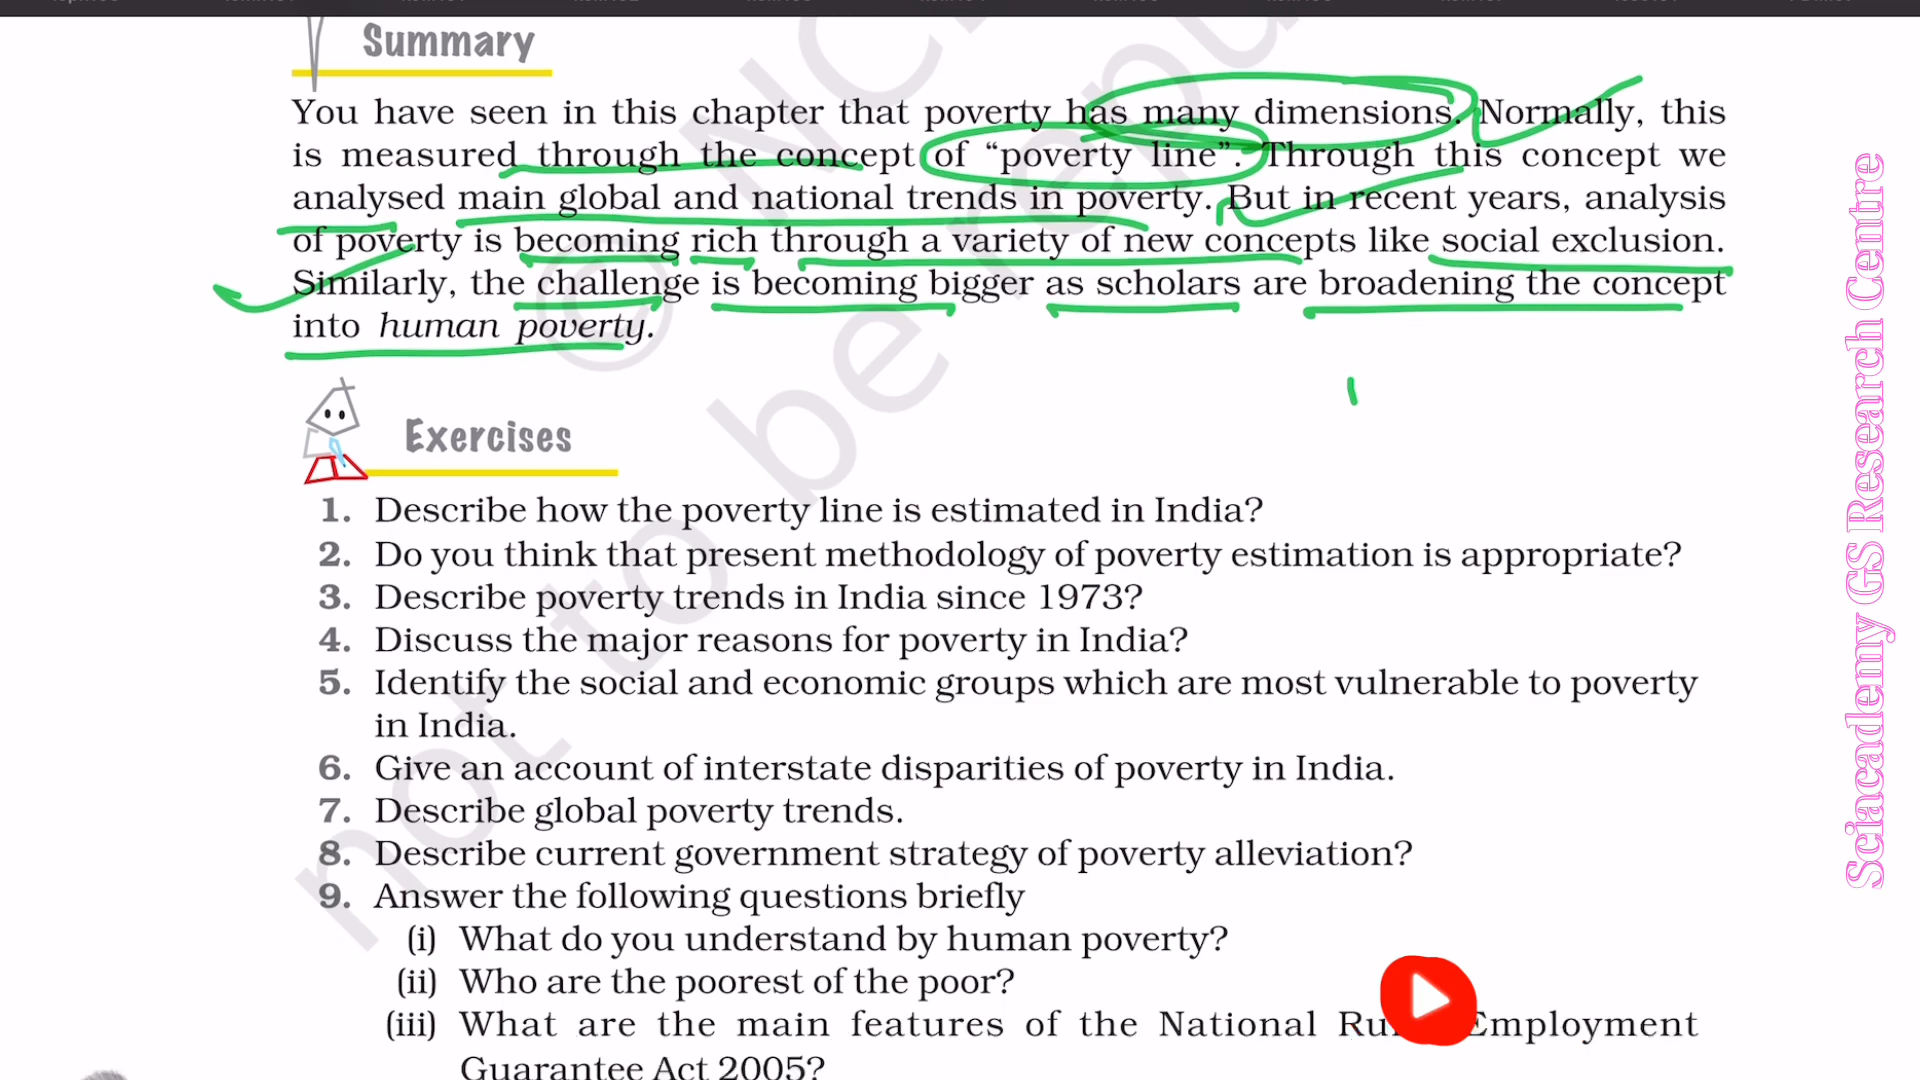 Summary
You have seen in this chapter that poverty has many dimensions. Normally, this
is measured through the concept of “poverty line”. Through this concept we
analysed main global and national trends in poverty. But in recent years, analysis
of poverty is becoming rich through a variety of new concepts like social exclusion.
Similarly, the challenge is becoming bigger as scholars are broadening the concept
into human poverty.
Exercises
1. Describe how the poverty line is estimated in India?
2. Do you think that present methodology of poverty estimation is appropriate?
3. Describe poverty trends in India since 1973?
4. Discuss the major reasons for poverty in India?
5. Identify the social and economic groups which are most vulnerable to poverty
in India.
6. Give an account of interstate disparities of poverty in India.
7. Describe global poverty trends.
8. Describe current government strategy of poverty alleviation?
9. Answer the following questions briefly
(i) What do you understand by human poverty?
(ii) Who are the poorest of the poor?
(iii) What are the main features of the National Employment
Guarantee Act 2005?
Sciacademy GS Research Centre
not to be